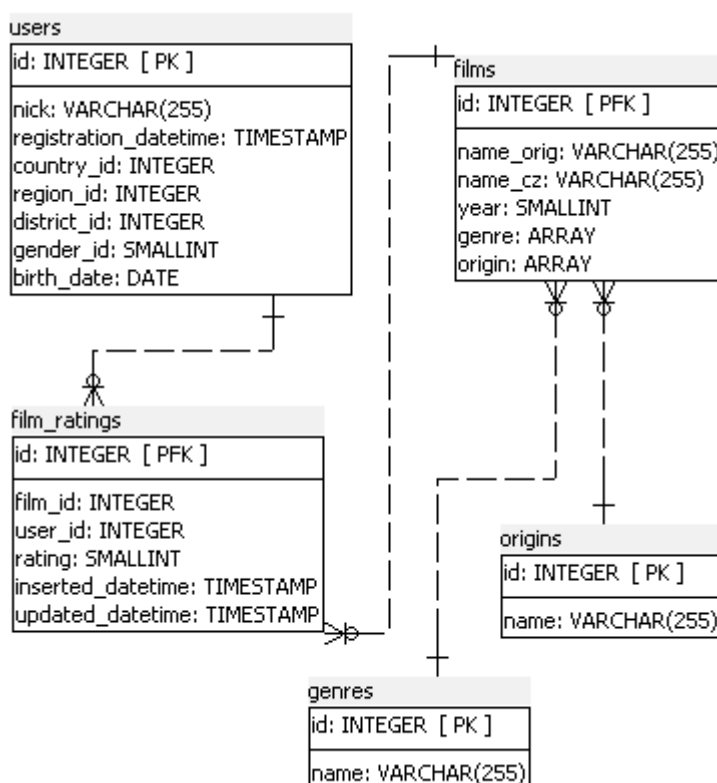 users
id: INTEGER [ PK ]
nick: VARCHAR(255)
registration_datetime: TIMESTAMP
country_id: INTEGER
region_id: INTEGER
district_id: INTEGER
gender_id: SMALLINT
birth_date: DATE
films
id: INTEGER [ PFK ]
name_orig: VARCHAR(255)
name_cz: VARCHAR(255)
year: SMALLINT
genre: ARRAY
origin: ARRAY
film_ratings
id: INTEGER [ PFK ]
film_id: INTEGER
user_id: INTEGER
rating: SMALLINT
inserted_datetime: TIMESTAMP
updated_datetime: TIMESTAMP
origins
id: INTEGER [ PK ]
name: VARCHAR(255)
genres
id: INTEGER [ PK ]
name: VARCHAR(255)